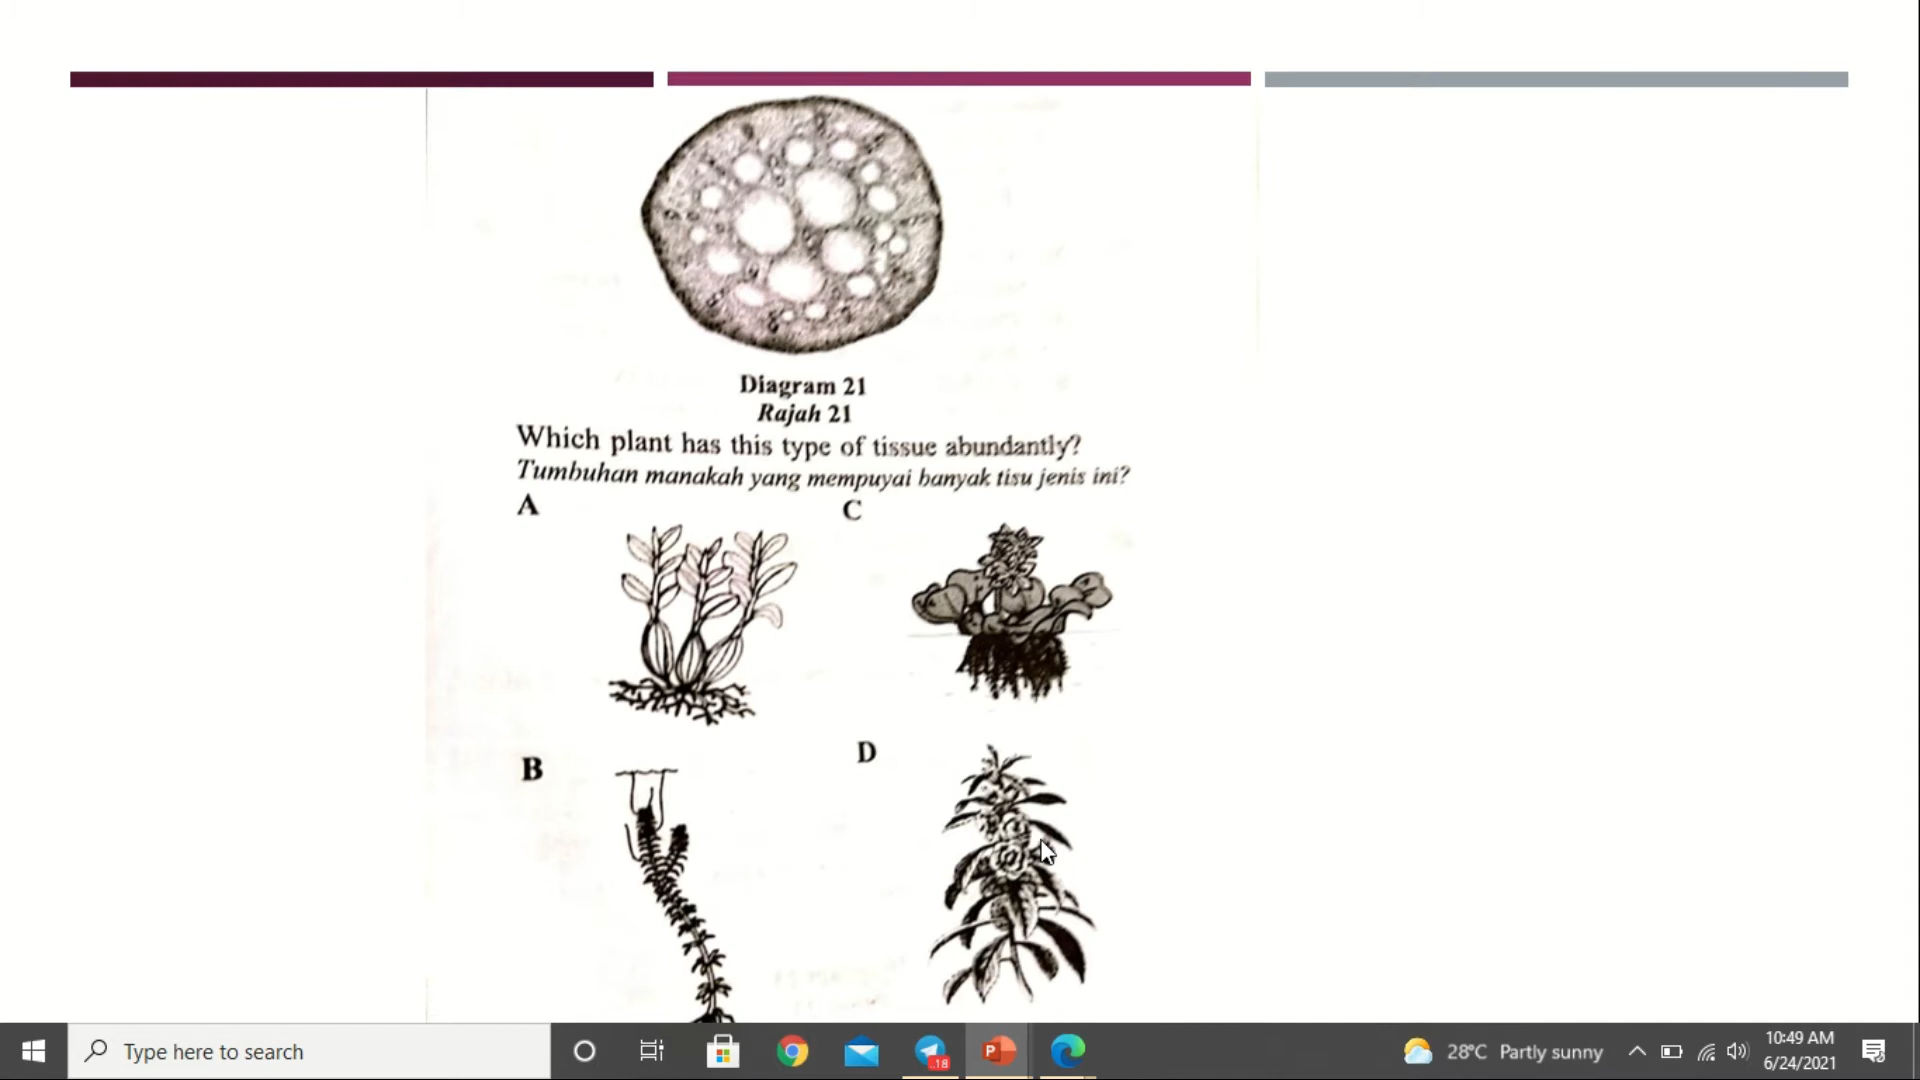 Diagram 21
Rajah 21
Which plant has this type of tissue abundantly?
Tumbuhan manakah yang mempuyai banyak tisu jenis ini?
A
C
B
D
Type here to search
18
P
28°C Partly sunny
10:49 AM
6/24/2021